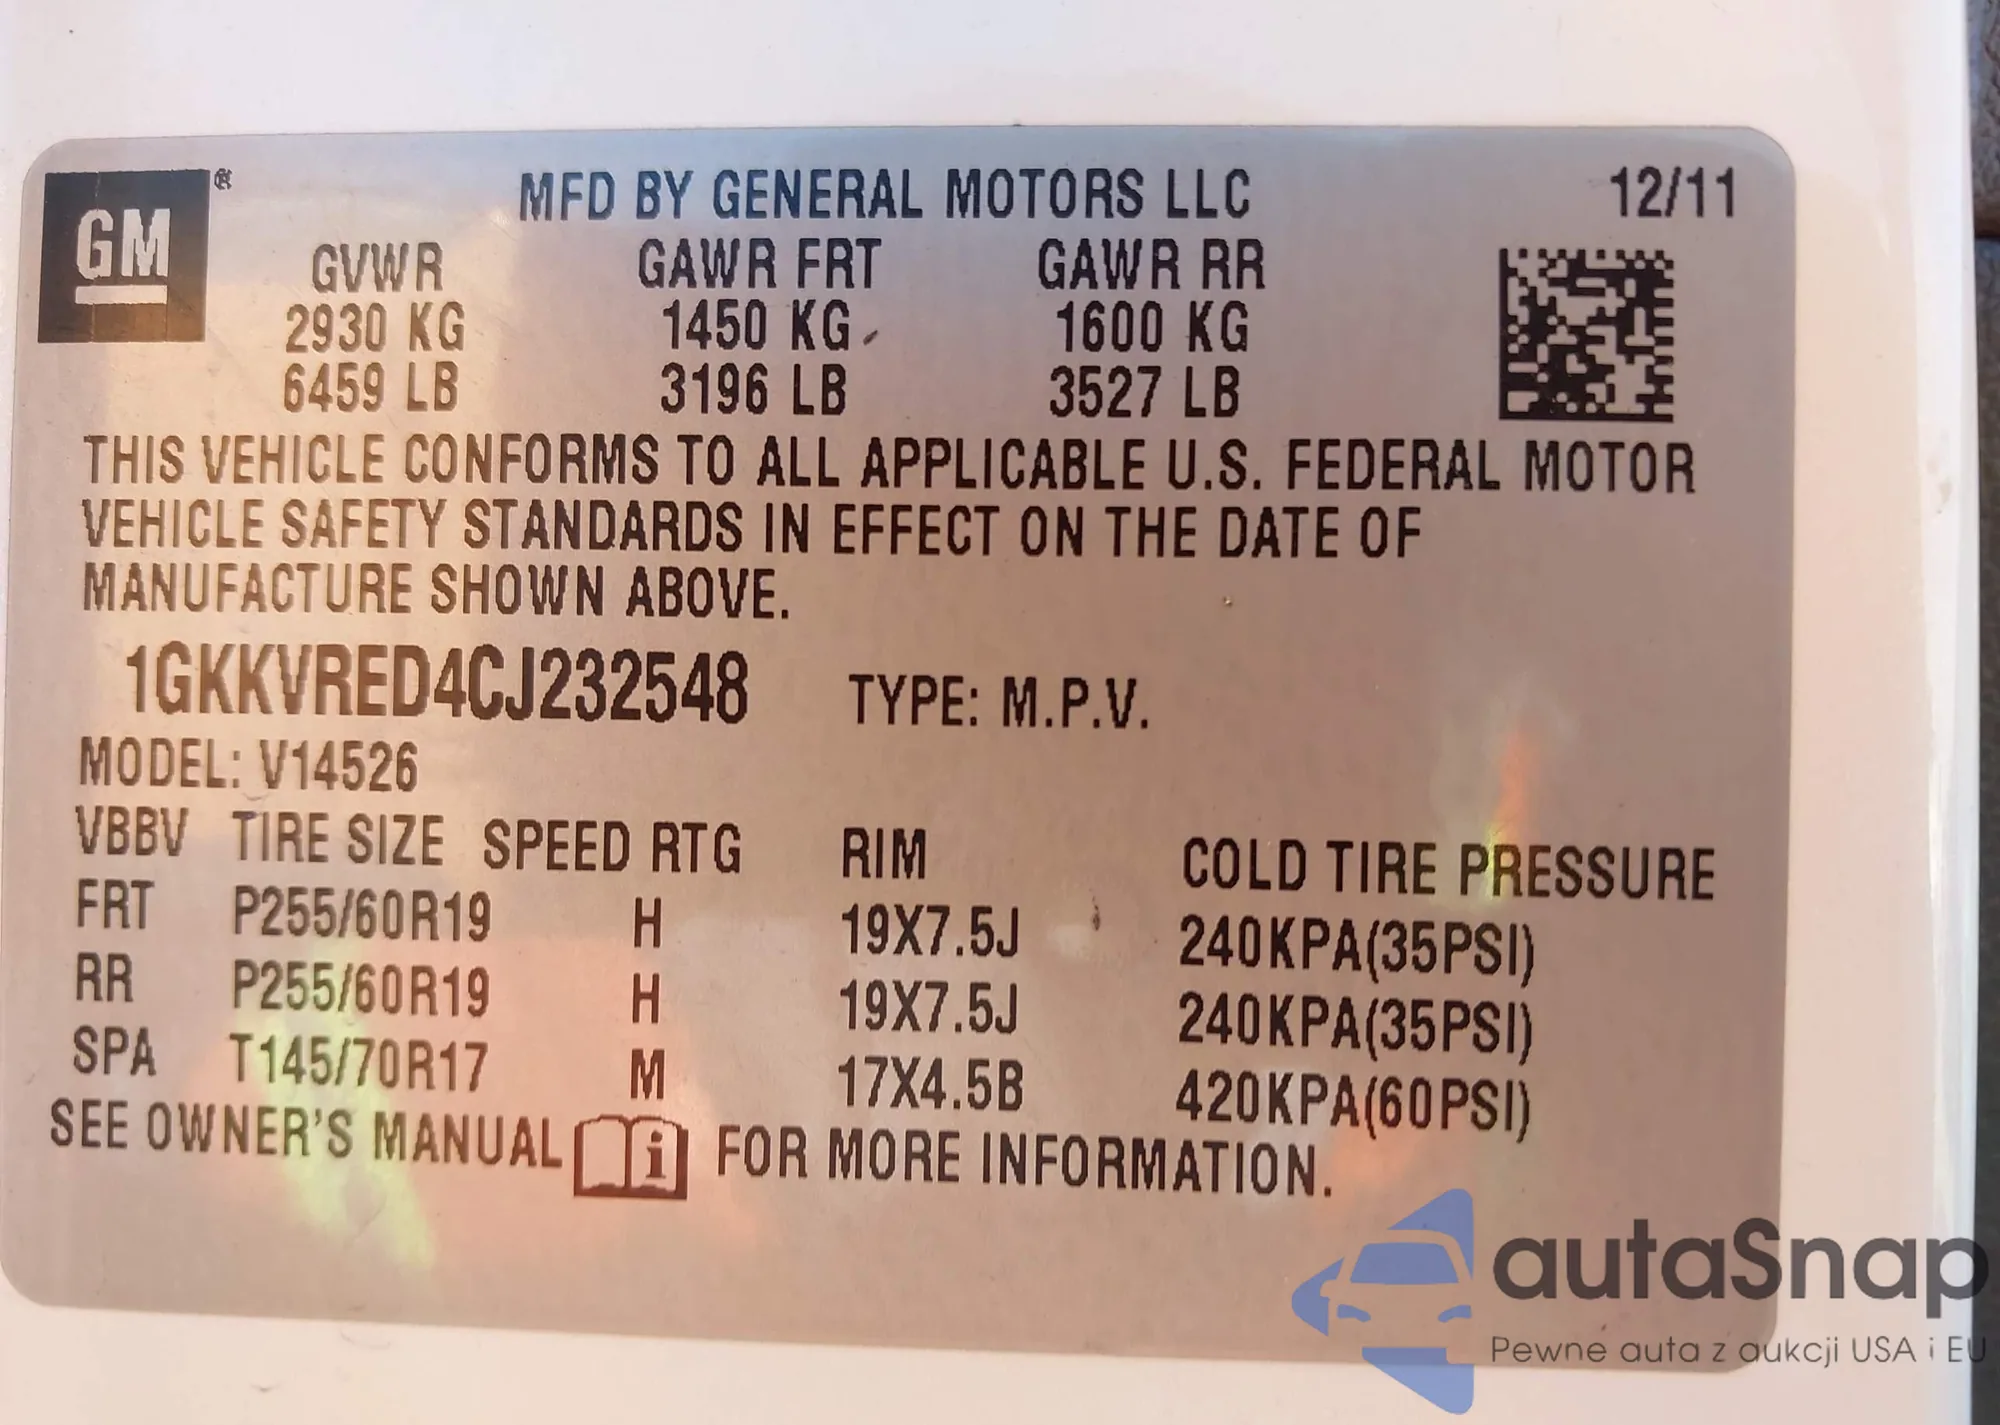 GM®
MFD BY GENERAL MOTORS LLC 12/11
GVWR GAWR FRT GAWR RR
2930 KG 1450 KG 1600 KG
6459 LB 3196 LB 3527 LB
THIS VEHICLE CONFORMS TO ALL APPLICABLE U.S. FEDERAL MOTOR
VEHICLE SAFETY STANDARDS IN EFFECT ON THE DATE OF
MANUFACTURE SHOWN ABOVE.
1GKKVRED4CJ232548 TYPE: M.P.V.
MODEL: V14526
VBBV TIRE SIZE SPEED RTG RIM COLD TIRE PRESSURE
FRT P255/60R19 H 19X7.5J 240KPA(35PSI)
RR P255/60R19 H 19X7.5J 240KPA(35PSI)
SPA T145/70R17 M 17X4.5B 420KPA(60PSI)
SEE OWNER'S MANUAL i FOR MORE INFORMATION.
autaSnap
Pewne auta z aukcji USA i EU